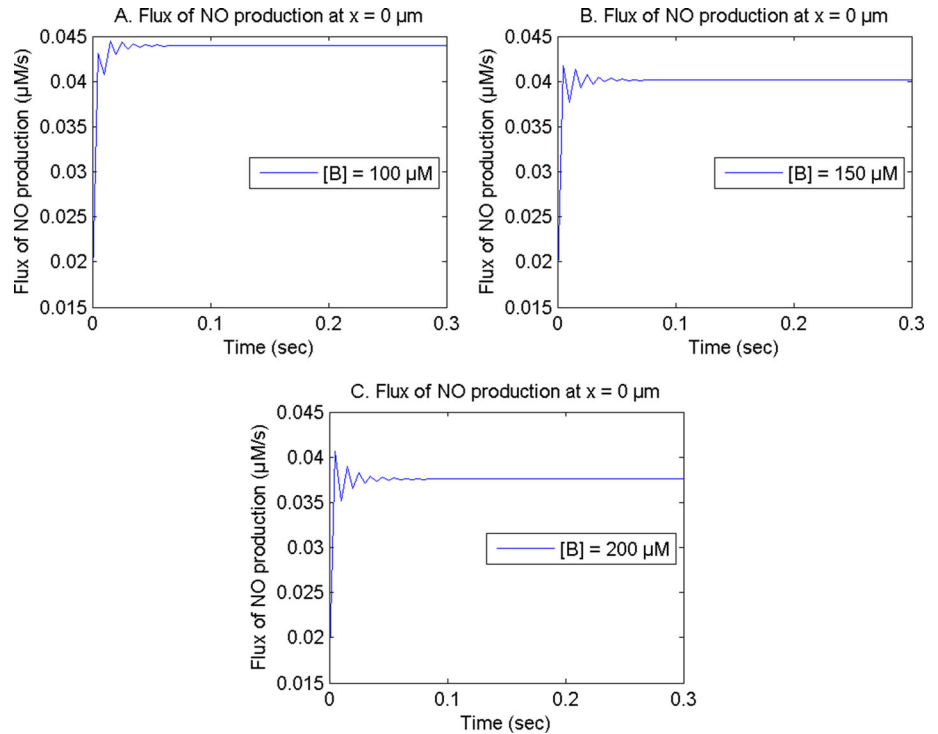 A. Flux of NO production at x = 0 µm
Flux of NO production (µM/s)
0.045
0.04
0.035
0.03
0.025
0.02
0.015
[B] = 100 µM
0
0.1
0.2
0.3
Time (sec)
B. Flux of NO production at x = 0 µm
Flux of NO production (µM/s)
0.045
0.04
0.035
0.03
0.025
0.02
0.015
[B] = 150 µM
0
0.1
0.2
0.3
Time (sec)
C. Flux of NO production at x = 0 µm
Flux of NO production (µM/s)
0.045
0.04
0.035
0.03
0.025
0.02
0.015
[B] = 200 µM
0
0.1
0.2
0.3
Time (sec)